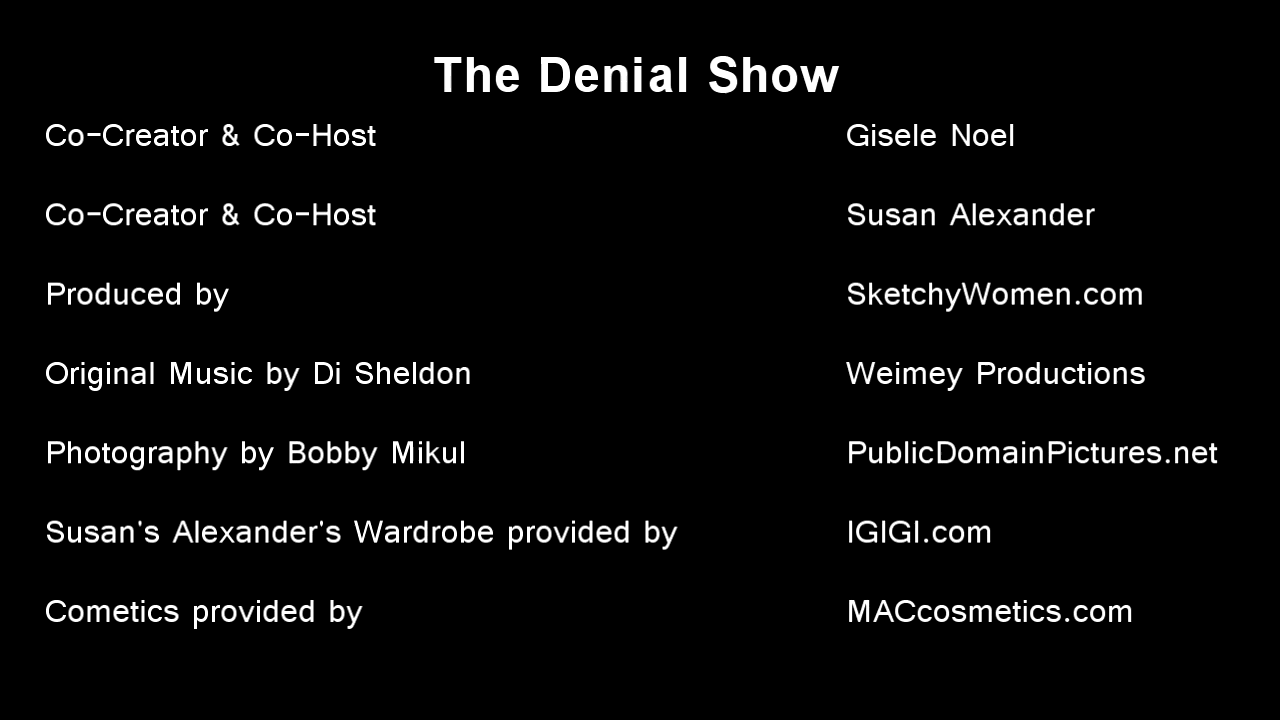 The Denial Show
Co-Creator & Co-Host Gisele Noel
Co-Creator & Co-Host Susan Alexander
Produced by SketchyWomen.com
Original Music by Di Sheldon Weimey Productions
Photography by Bobby Mikul PublicDomainPictures.net
Susan's Alexander's Wardrobe provided by IGIGI.com
Cometics provided by MACcosmetics.com